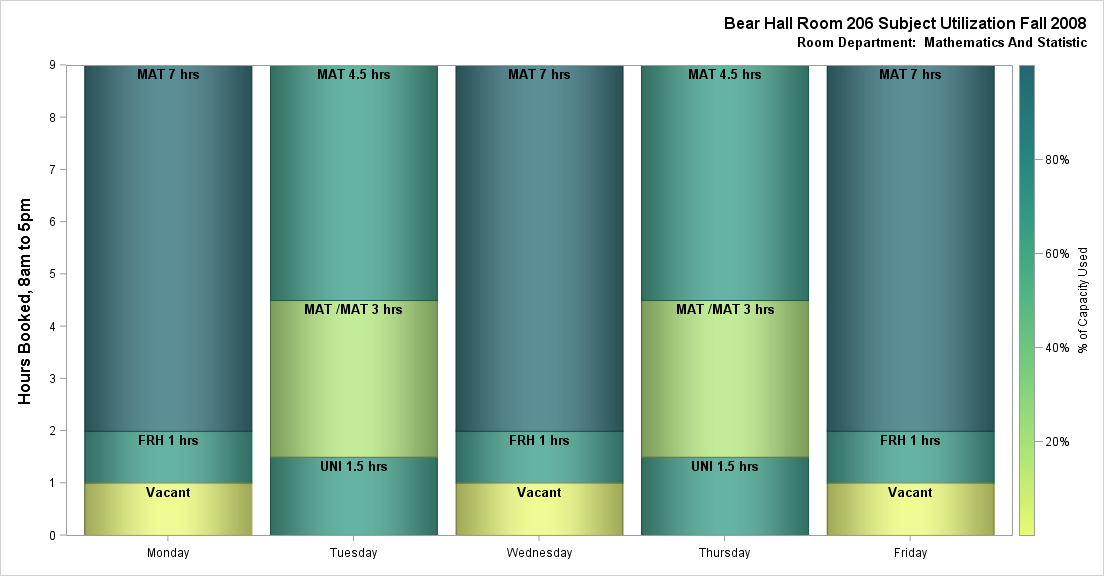 Bear Hall Room 206 Subject Utilization Fall 2008
Room Department: Mathematics And Statistic
Hours Booked, 8am to 5pm
9
8
7
6
5
4
3
2
1
0
MAT 7 hrs
FRH 1 hrs
Vacant
MAT 4.5 hrs
MAT /MAT 3 hrs
UNI 1.5 hrs
MAT 7 hrs
FRH 1 hrs
Vacant
MAT 4.5 hrs
MAT /MAT 3 hrs
UNI 1.5 hrs
MAT 7 hrs
FRH 1 hrs
Vacant
Monday
Tuesday
Wednesday
Thursday
Friday
80%
60%
40%
20%
% of Capacity Used